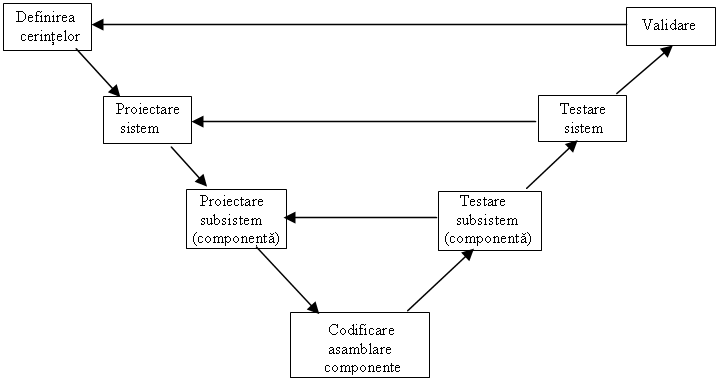 Definirea
cerințelor
Validare
Proiectare
sistem
Testare
sistem
Proiectare
subsistem
(componentă)
Testare
subsistem
(componentă)
Codificare
asamblare
componente